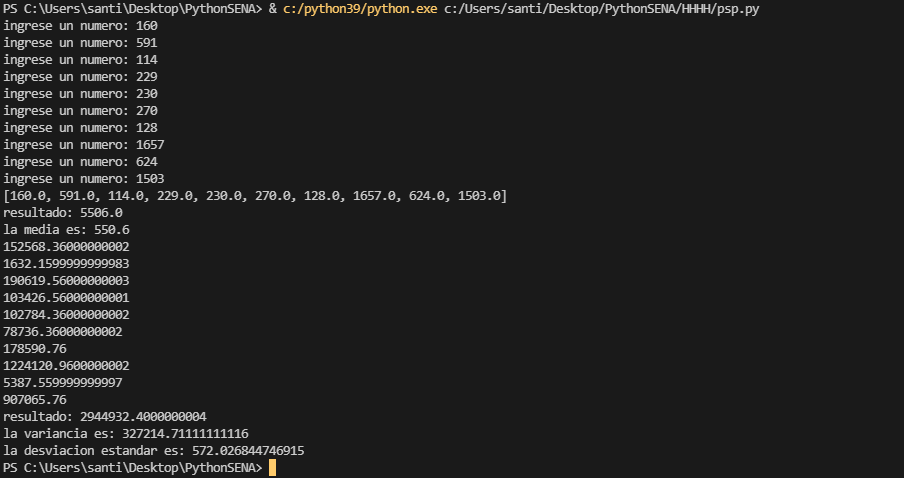 PS C:\Users\santi\Desktop\PythonSENA> & c:/python39/python.exe c:/Users/santi/Desktop/PythonSENA/HHHH/psp.py
ingrese un numero: 160
ingrese un numero: 591
ingrese un numero: 114
ingrese un numero: 229
ingrese un numero: 230
ingrese un numero: 270
ingrese un numero: 128
ingrese un numero: 1657
ingrese un numero: 624
ingrese un numero: 1503
[160.0, 591.0, 114.0, 229.0, 230.0, 270.0, 128.0, 1657.0, 624.0, 1503.0]
resultado: 5506.0
la media es: 550.6
152568.36000000002
1632.1599999999983
190619.56000000003
103426.56000000001
102784.36000000002
78736.36000000002
178590.76
1224120.9600000002
5387.559999999997
907065.76
resultado: 2944932.4000000004
la variancia es: 327214.71111111116
la desviacion estandar es: 572.026844746915
PS C:\Users\santi\Desktop\PythonSENA>